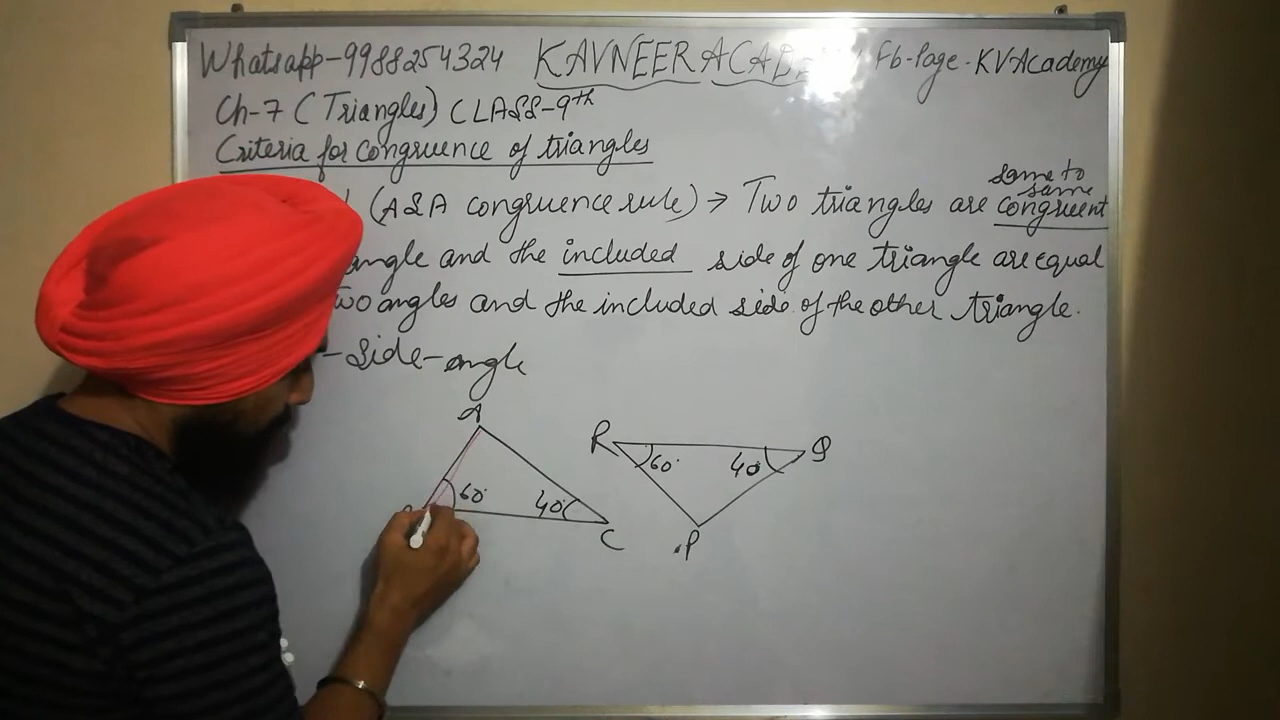 Whatsapp-9988254324 KAVNEER ACAD Fb-Page-KVAcademy
Ch-7 (Triangles) CLASS-9th
Criteria for congruence of triangles
same to
same
(ASA congruence rule) → Two triangles are congruent
angle and the included side of one triangle are equal
two angles and the included side of the other triangle.
-side-angle
A
R 60° 40° Q
60° 40° C
P